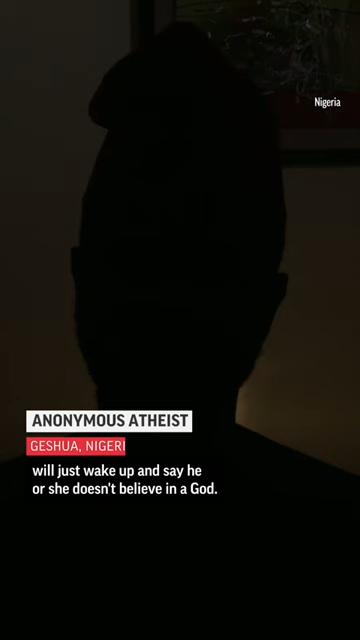 Nigeria
ANONYMOUS ATHEIST
GESHUA, NIGERI
will just wake up and say he
or she doesn't believe in a God.